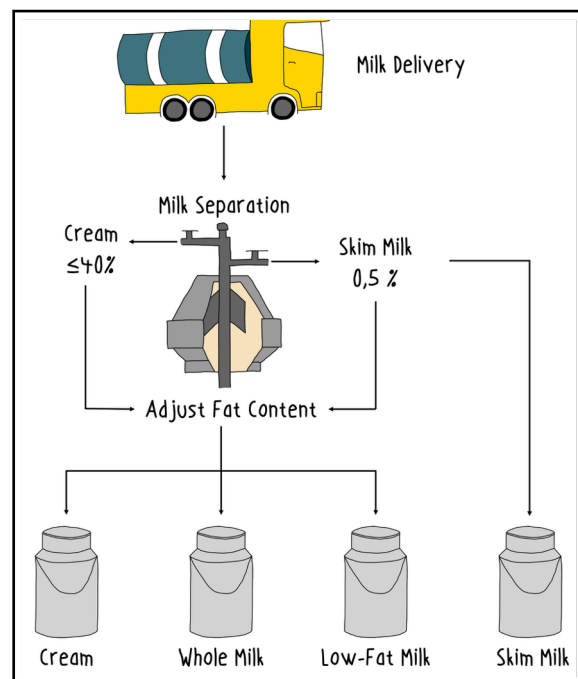 Milk Delivery
Milk Separation
Cream
≤40%
Skim Milk
0,5 %
Adjust Fat Content
Cream
Whole Milk
Low-Fat Milk
Skim Milk